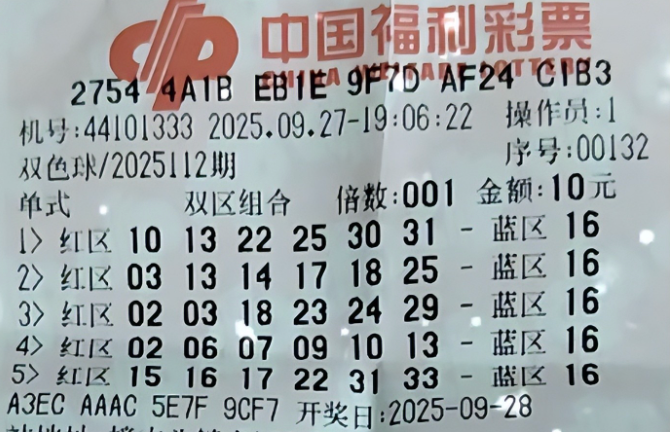 中国福利彩票
CHINA WELFARE LOTTERY
2754 4A1B EB1E 9F7D AF24 C1B3
机号:44101333 2025.09.27-19:06:22 操作员:1
双色球/2025112期 序号:00132
单式 双区组合 倍数:001 金额:10元
1> 红区 10 13 22 25 30 31 - 蓝区 16
2> 红区 03 13 14 17 18 25 - 蓝区 16
3> 红区 02 03 18 23 24 29 - 蓝区 16
4> 红区 02 06 07 09 10 13 - 蓝区 16
5> 红区 15 16 17 22 31 33 - 蓝区 16
A3EC AAAC 5E7F 9CF7 开奖日:2025-09-28